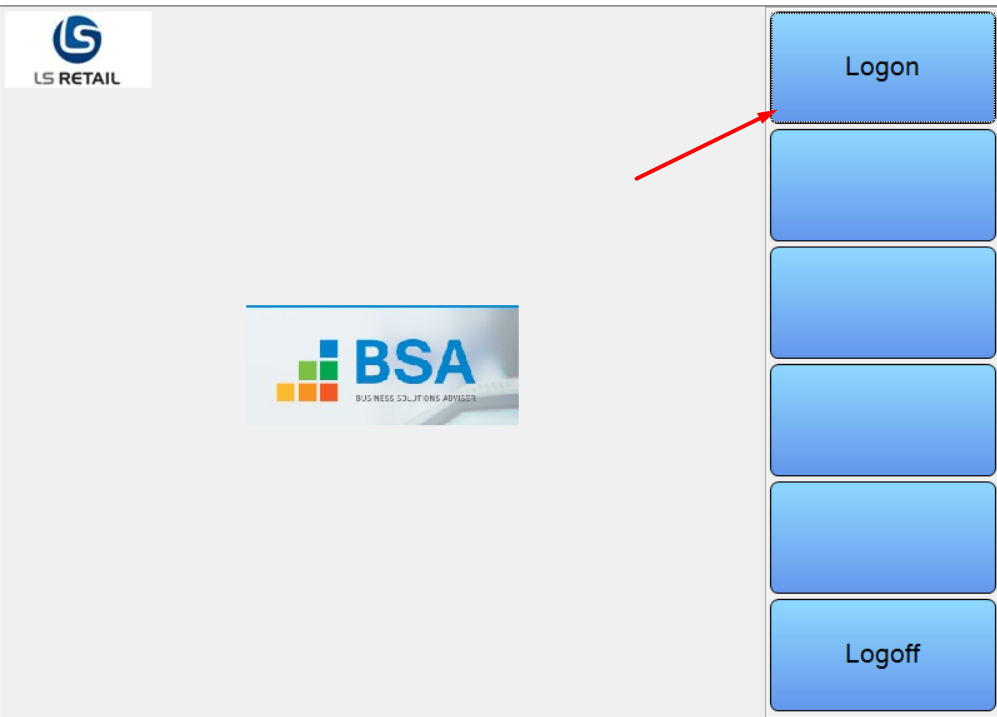 LS RETAIL
Logon
BSA
BUSINESS SOLUTIONS ADVISER
Logoff